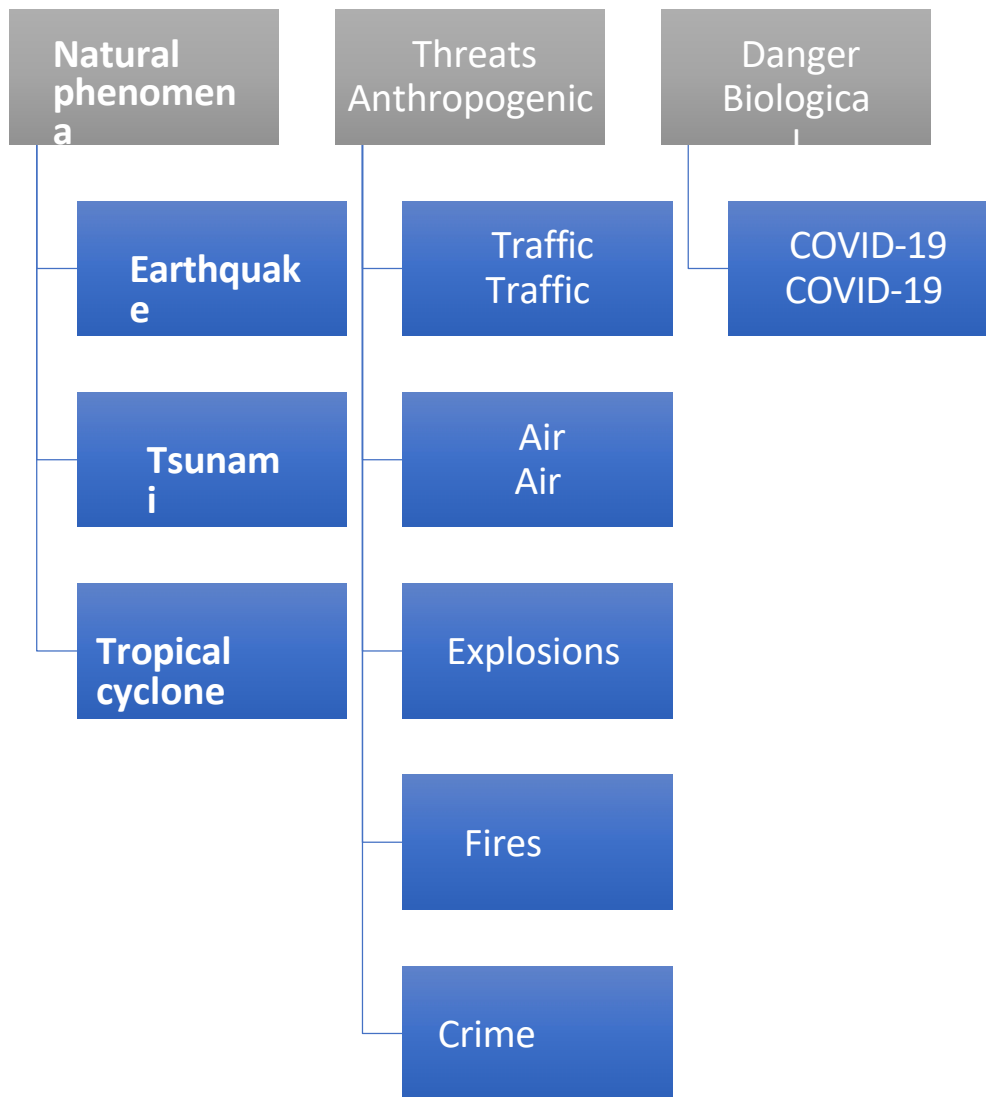 Natural
phenomen
a
Earthquak
e
Tsunam
i
Tropical
cyclone
Threats
Anthropogenic
Traffic
Traffic
Air
Air
Explosions
Fires
Crime
Danger
Biologica
l
COVID-19
COVID-19